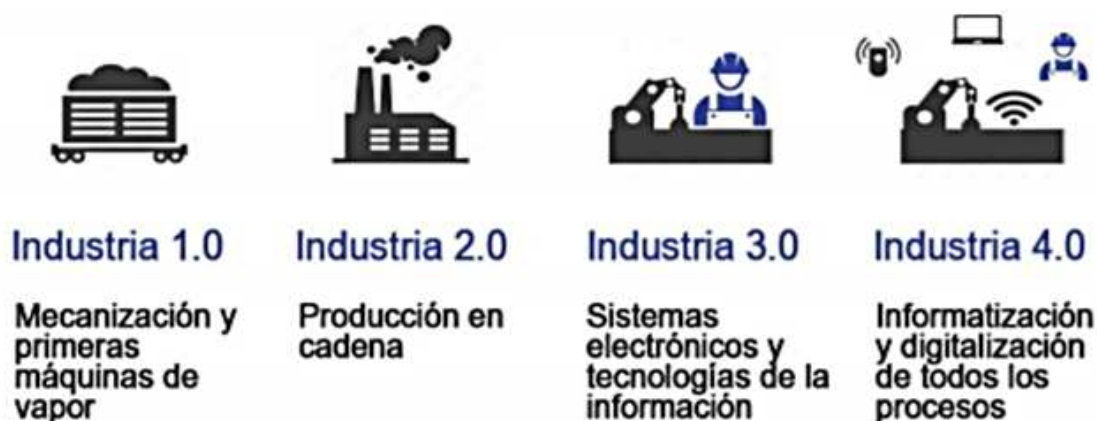 Industria 1.0
Mecanización y
primeras
máquinas de
vapor
Industria 2.0
Producción en
cadena
Industria 3.0
Sistemas
electrónicos y
tecnologías de la
información
Industria 4.0
Informatización
y digitalización
de todos los
procesos